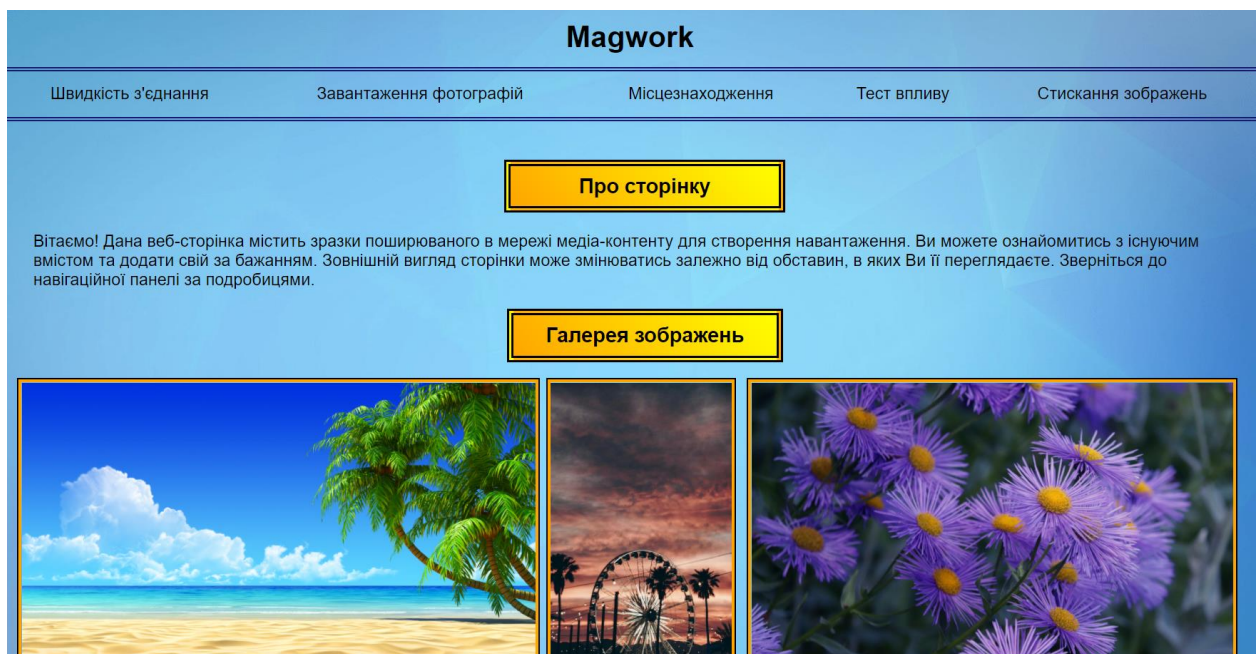 Magwork
Швидкість з'єднання Завантаження фотографій Місцезнаходження Тест впливу Стискання зображень
Про сторінку
Вітаємо! Дана веб-сторінка містить зразки поширюваного в мережі медіа-контенту для створення навантаження. Ви можете ознайомитись з існуючим
вмістом та додати свій за бажанням. Зовнішній вигляд сторінки може змінюватись залежно від обставин, в яких Ви її переглядаєте. Зверніться до
навігаційної панелі за подробицями.
Галерея зображень